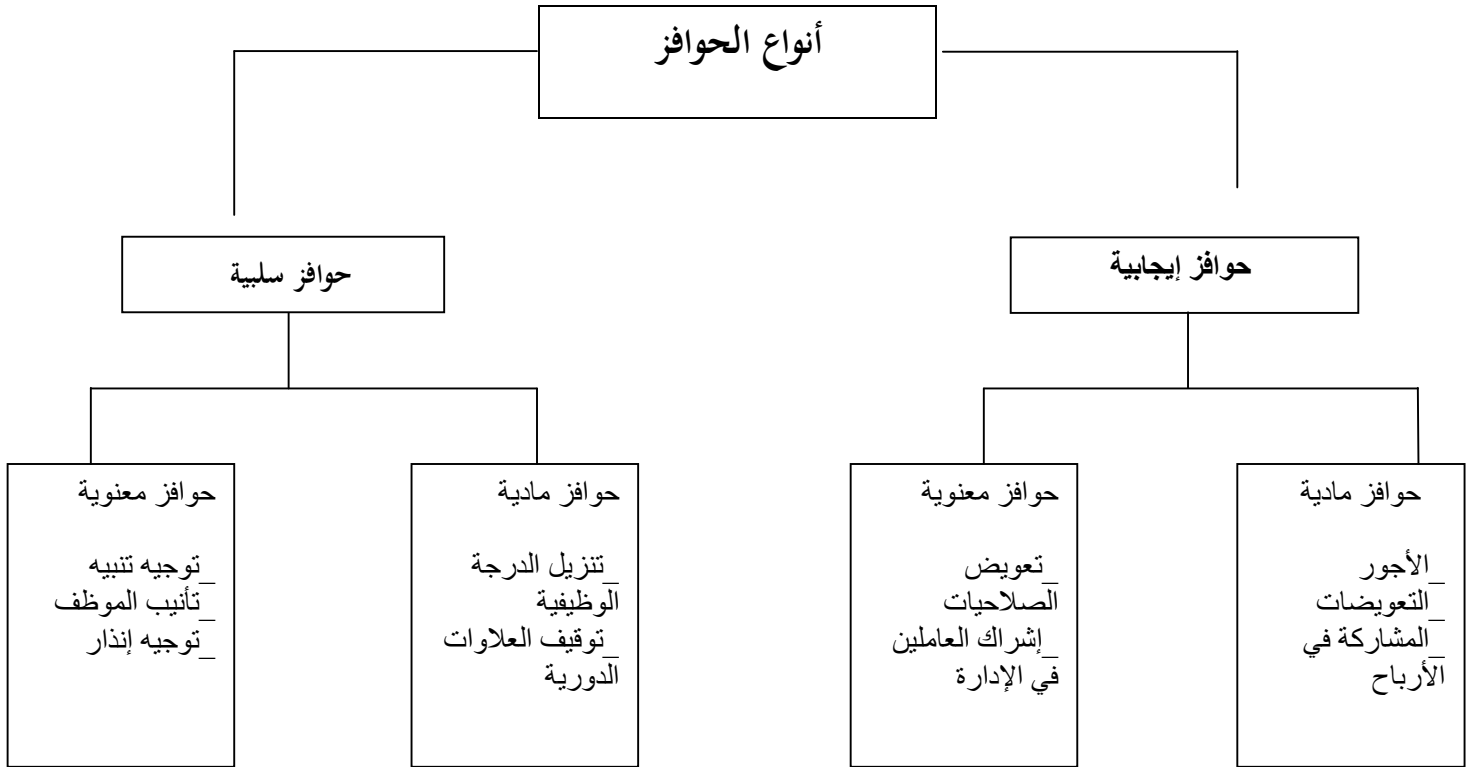 أنواع الحوافز
حوافز إيجابية
حوافز سلبية
حوافز مادية
_الأجور
_التعويضات
_المشاركة في
الأرباح
حوافز معنوية
_تعويض
الصلاحيات
_إشراك العاملين
في الإدارة
حوافز مادية
_تنزيل الدرجة
الوظيفية
_توقيف العلاوات
الدورية
حوافز معنوية
_توجيه تنبيه
_تأنيب الموظف
_توجيه إنذار